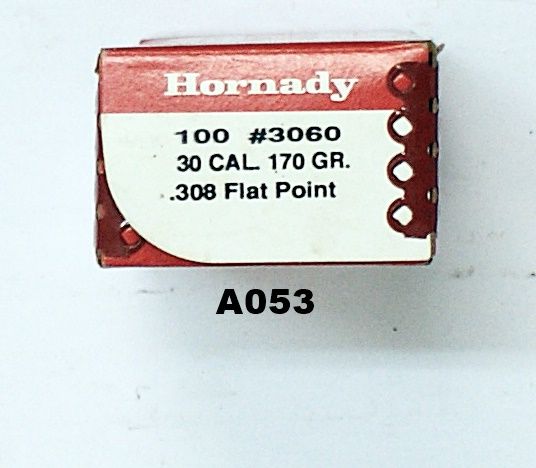 Hornady
100 #3060
30 CAL. 170 GR.
.308 Flat Point
A053